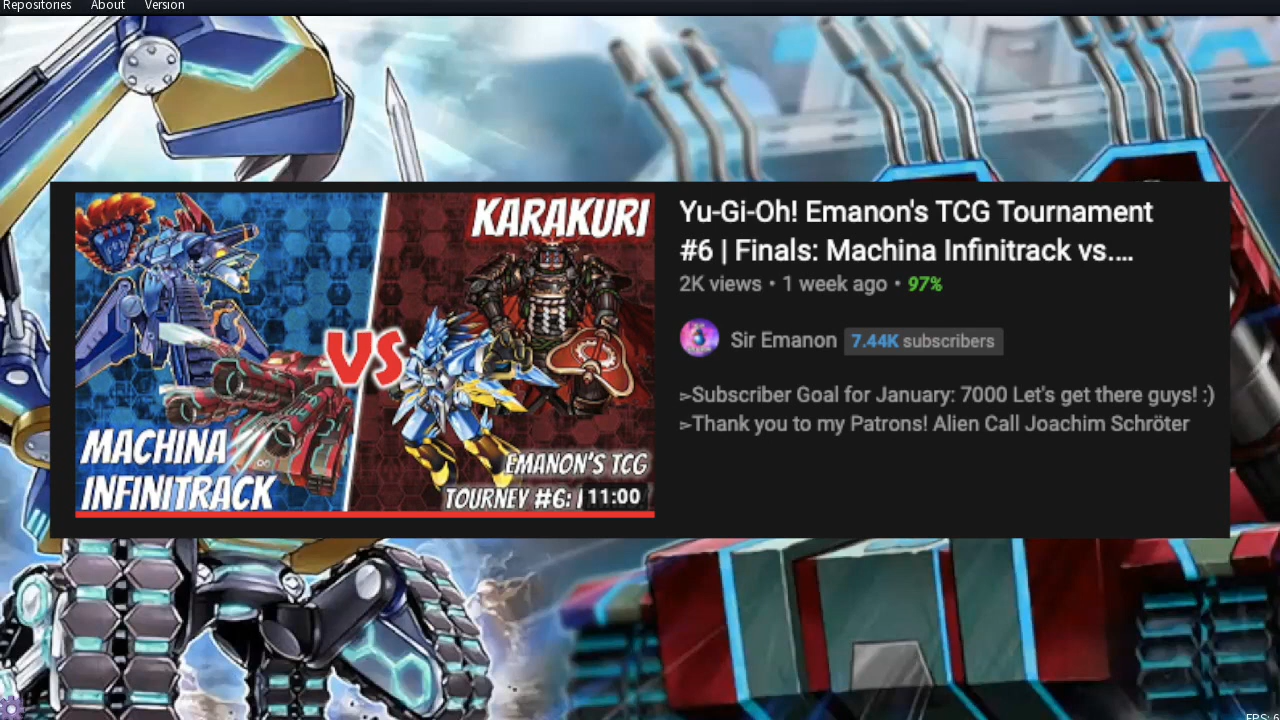 Repositories About Version
KARAKURI
VS
MACHINA
INFINITRACK
EMANON'S TCG
TOURNEY #6:
11:00
Yu-Gi-Oh! Emanon's TCG Tournament
#6 | Finals: Machina Infinitrack vs....
2K views • 1 week ago • 97%
Sir Emanon 7.44K subscribers
➢Subscriber Goal for January: 7000 Let's get there guys! :)
➢Thank you to my Patrons! Alien Call Joachim Schröter
FPS: